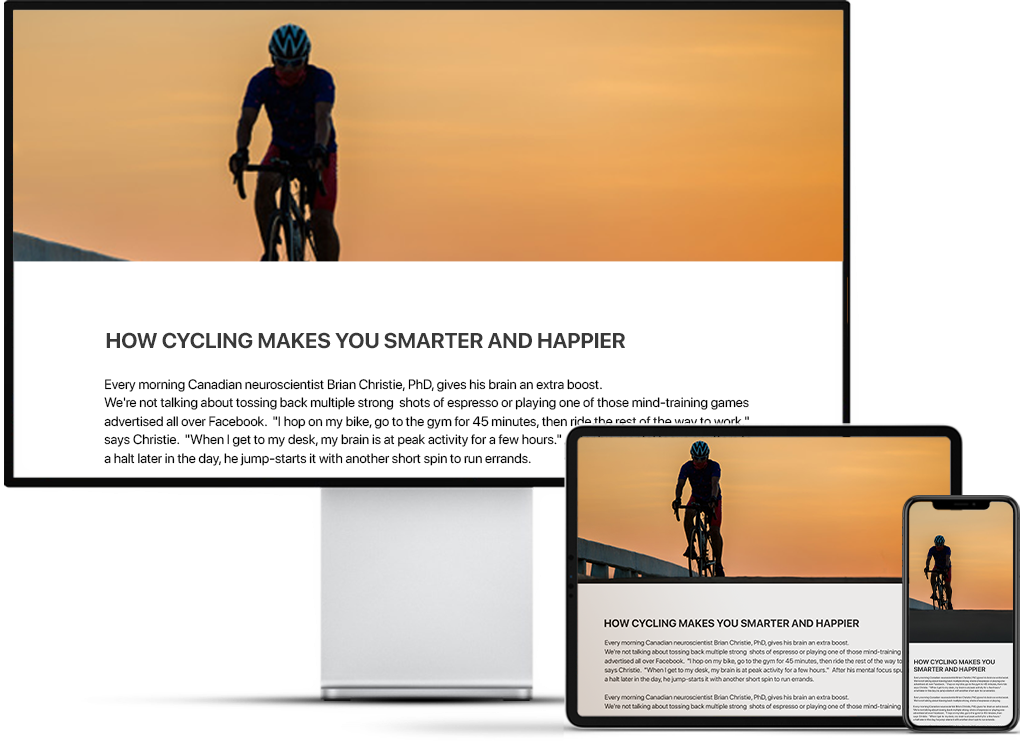 HOW CYCLING MAKES YOU SMARTER AND HAPPIER
Every morning Canadian neuroscientist Brian Christie, PhD, gives his brain an extra boost.
We're not talking about tossing back multiple strong shots of espresso or playing one of those mind-training games
advertised all over Facebook. "I hop on my bike, go to the gym for 45 minutes, then ride the rest of the way to work,"
says Christie. "When I get to my desk, my brain is at peak activity for a few hours."
a halt later in the day, he jump-starts it with another short spin to run errands.
HOW CYCLING MAKES YOU SMARTER AND HAPPIER
Every morning Canadian neuroscientist Brian Christie, PhD, gives his brain an extra boost.
We're not talking about tossing back multiple strong shots of espresso or playing one of those mind-training
advertised all over Facebook. "I hop on my bike, go to the gym for 45 minutes, then ride the rest of the way to
says Christie. "When I get to my desk, my brain is at peak activity for a few hours." After his mental focus
a halt later in the day, he jump-starts it with another short spin to run errands.
Every morning Canadian neuroscientist Brian Christie, PhD, gives his brain an extra boost.
We're not talking about tossing back multiple strong shots of espresso or playing one of those mind-training
HOW CYCLING MAKES YOU
SMARTER AND HAPPIER